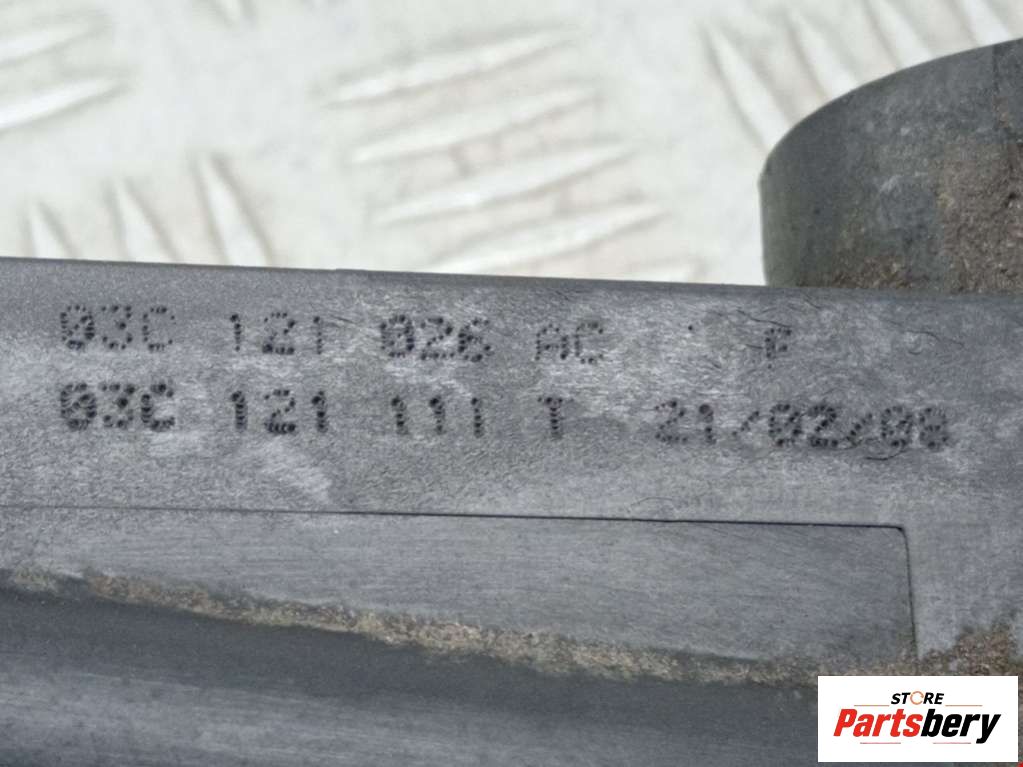 03C 121 026 AC F
03C 121 111 T 21/02/08
STORE
Partsbery